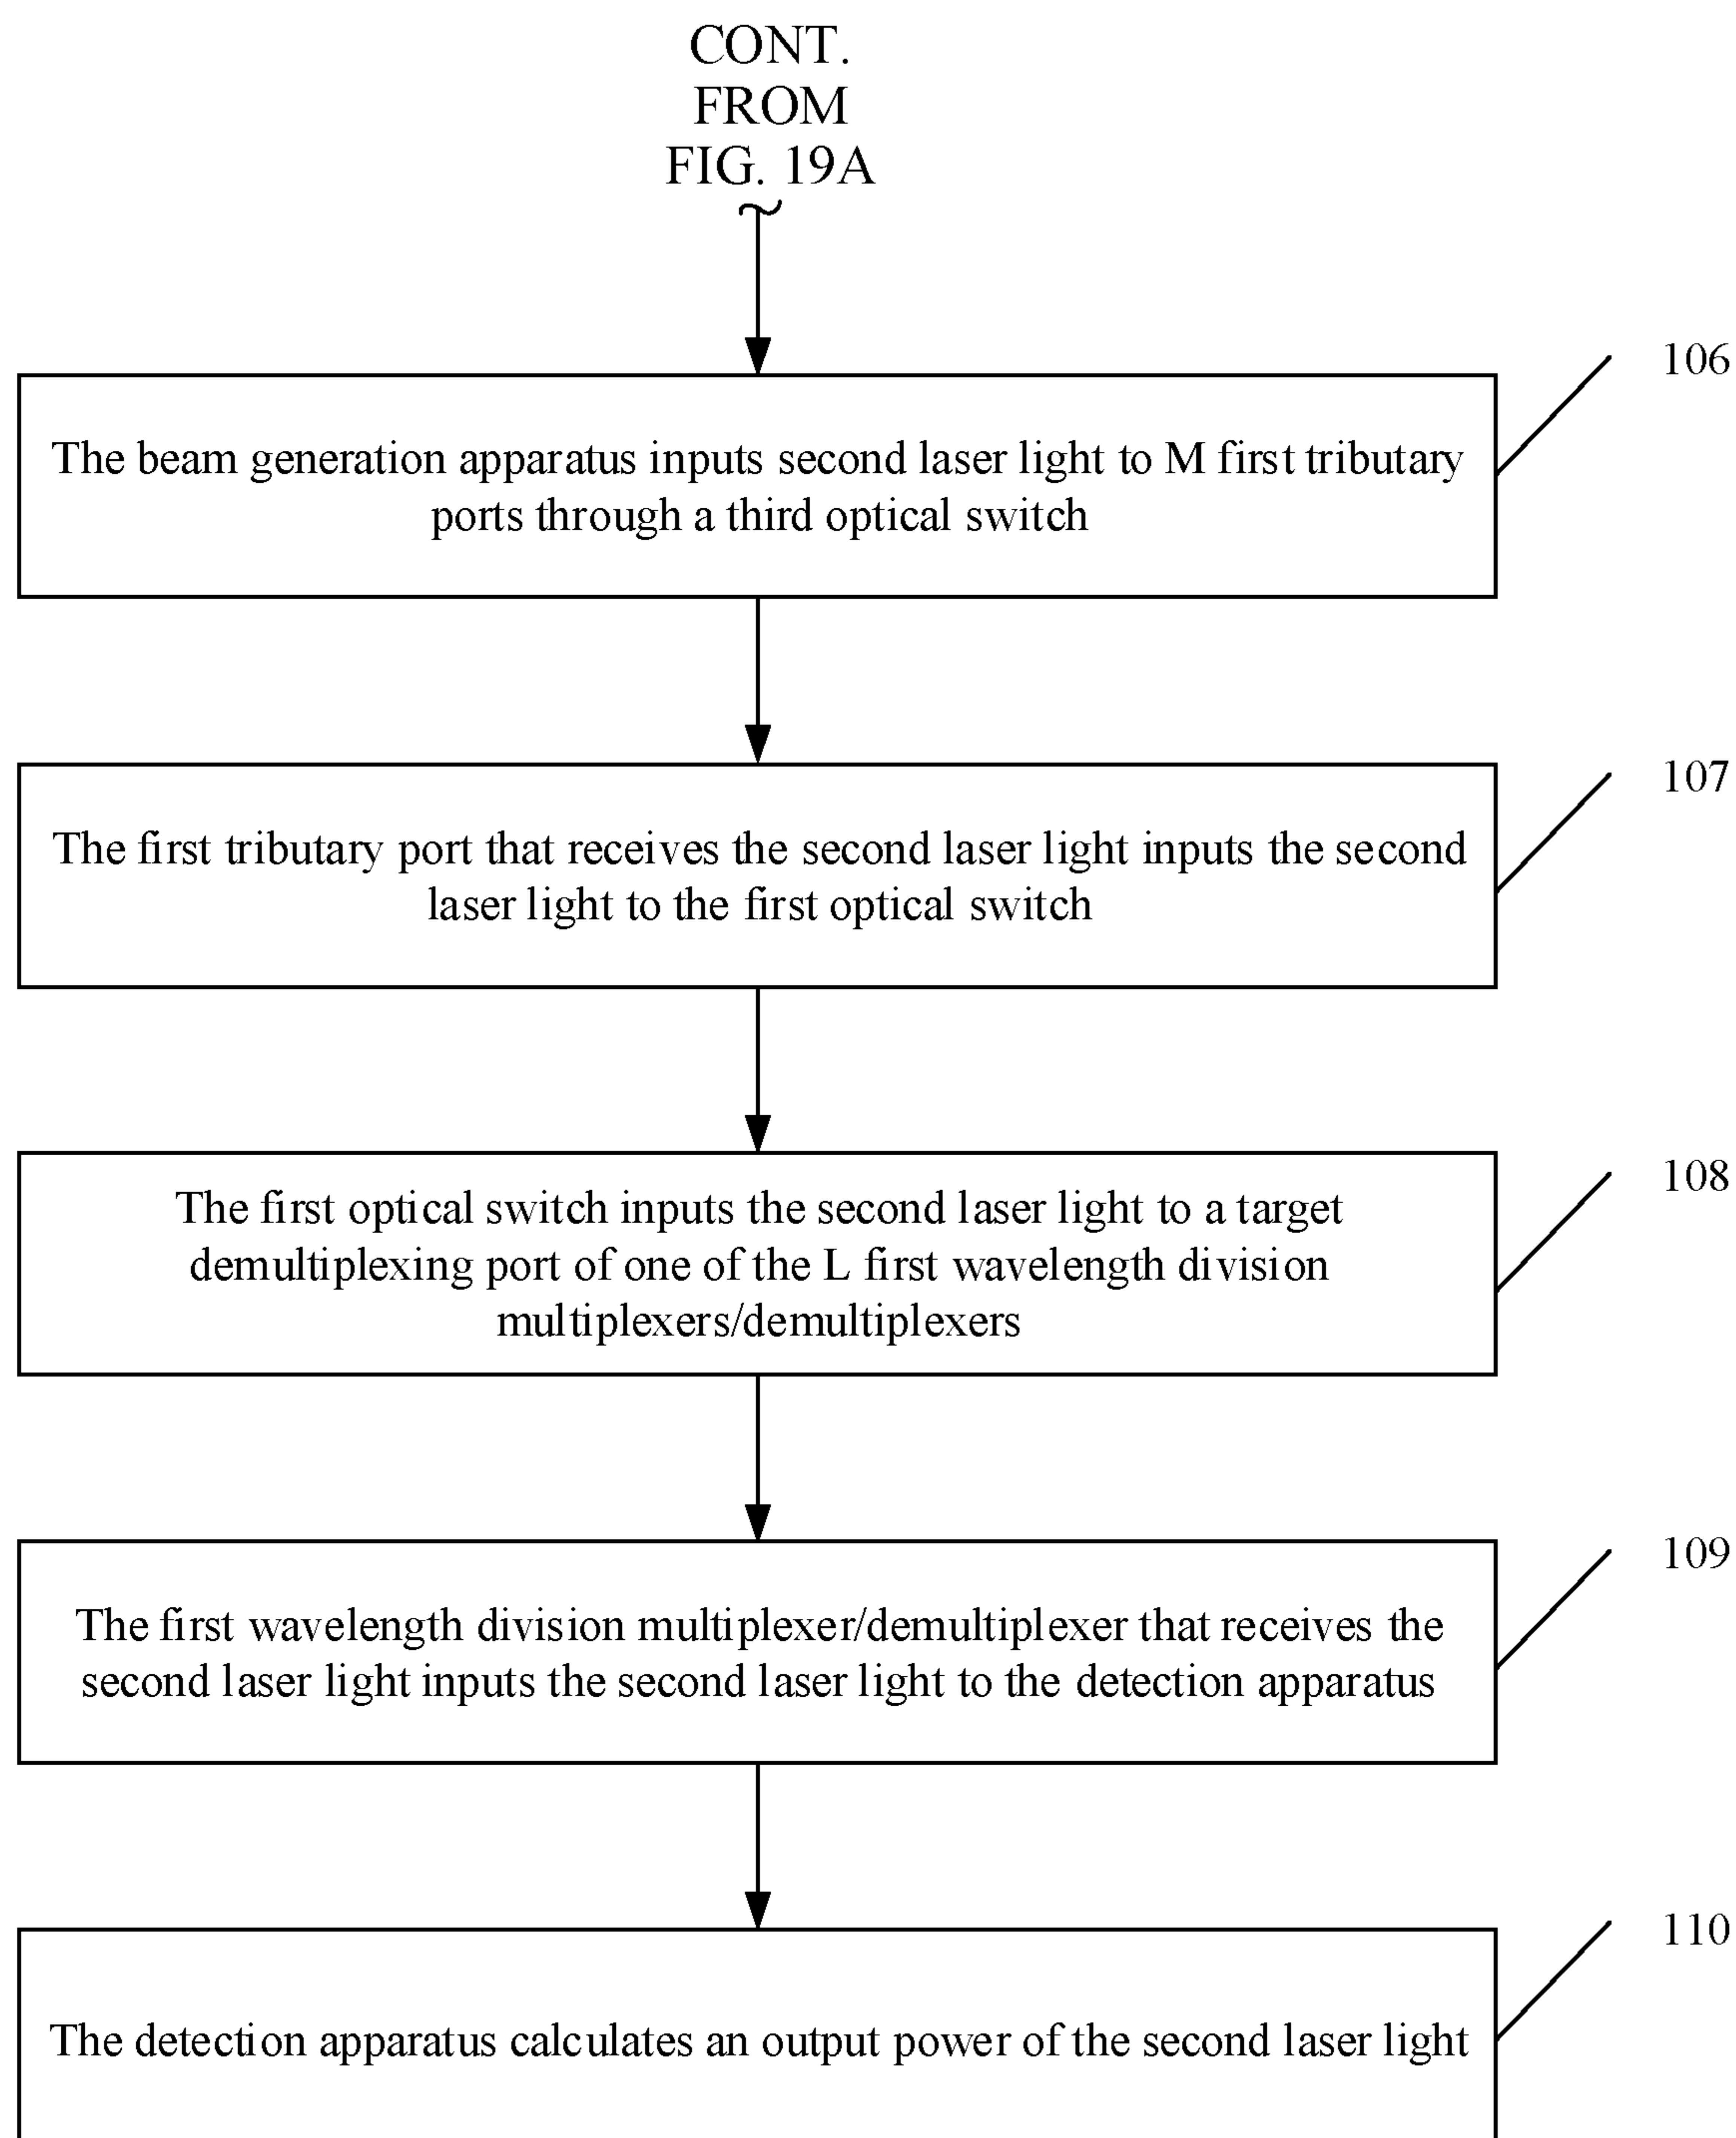 CONT.
FROM
FIG. 19A
106
The beam generation apparatus inputs second laser light to M first tributary
ports through a third optical switch
107
The first tributary port that receives the second laser light inputs the second
laser light to the first optical switch
108
The first optical switch inputs the second laser light to a target
demultiplexing port of one of the L first wavelength division
multiplexers/demultiplexers
109
The first wavelength division multiplexer/demultiplexer that receives the
second laser light inputs the second laser light to the detection apparatus
110
The detection apparatus calculates an output power of the second laser light